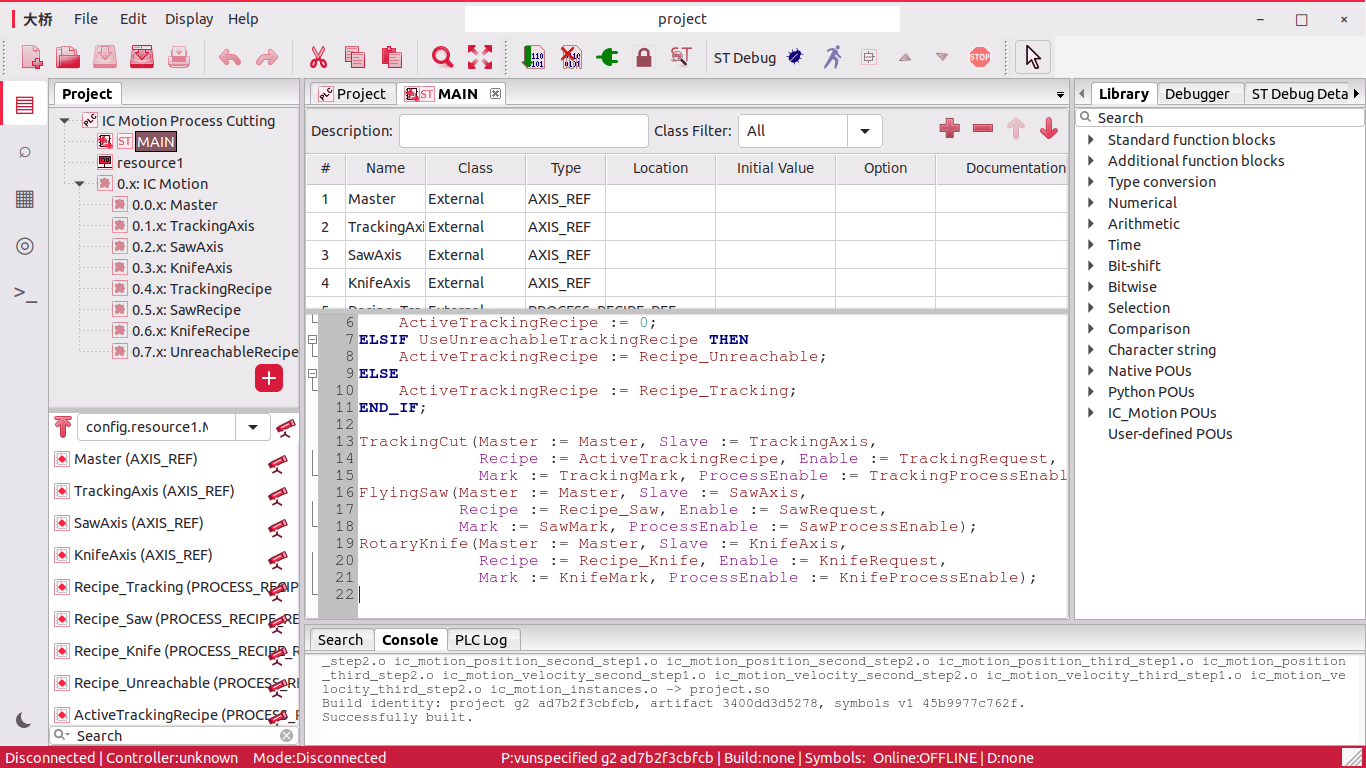 大桥 File Edit Display Help project
ST Debug STOP
Project
IC Motion Process Cutting
ST MAIN
resource1
0.x: IC Motion
0.0.x: Master
0.1.x: TrackingAxis
0.2.x: SawAxis
0.3.x: KnifeAxis
0.4.x: TrackingRecipe
0.5.x: SawRecipe
0.6.x: KnifeRecipe
0.7.x: UnreachableRecipe
config.resource1.M
Master (AXIS_REF)
TrackingAxis (AXIS_REF)
SawAxis (AXIS_REF)
KnifeAxis (AXIS_REF)
Recipe_Tracking (PROCESS_RECIP
Recipe_Saw (PROCESS_RECIPE_RE
Recipe_Knife (PROCESS_RECIPE_R
Recipe_Unreachable (PROCESS_RI
ActiveTrackingRecipe (PROCESS_
Search
Project ST MAIN
Description: Class Filter: All
# Name Class Type Location Initial Value Option Documentation
1 Master External AXIS_REF
2 TrackingAxi External AXIS_REF
3 SawAxis External AXIS_REF
4 KnifeAxis External AXIS_REF
5 Recipe_Tra External PROCESS_RECIPE_REF
6 ActiveTrackingRecipe := 0;
7 ELSIF UseUnreachableTrackingRecipe THEN
8 ActiveTrackingRecipe := Recipe_Unreachable;
9 ELSE
10 ActiveTrackingRecipe := Recipe_Tracking;
11 END_IF;
12
13 TrackingCut(Master := Master, Slave := TrackingAxis,
14 Recipe := ActiveTrackingRecipe, Enable := TrackingRequest,
15 Mark := TrackingMark, ProcessEnable := TrackingProcessEnabl
16 FlyingSaw(Master := Master, Slave := SawAxis,
17 Recipe := Recipe_Saw, Enable := SawRequest,
18 Mark := SawMark, ProcessEnable := SawProcessEnable);
19 RotaryKnife(Master := Master, Slave := KnifeAxis,
20 Recipe := Recipe_Knife, Enable := KnifeRequest,
21 Mark := KnifeMark, ProcessEnable := KnifeProcessEnable);
22
Search Console PLC Log
_step2.o ic_motion_position_second_step1.o ic_motion_position_second_step2.o ic_motion_position_third_step1.o ic_motion_position
_third_step2.o ic_motion_velocity_second_step1.o ic_motion_velocity_second_step2.o ic_motion_velocity_third_step1.o ic_motion_ve
locity_third_step2.o ic_motion_instances.o -> project.so
Build identity: project g2 ad7b2f3cbfcb, artifact 3400dd3d5278, symbols v1 45b9977c762f.
Successfully built.
Library Debugger ST Debug Deta
Search
Standard function blocks
Additional function blocks
Type conversion
Numerical
Arithmetic
Time
Bit-shift
Bitwise
Selection
Comparison
Character string
Native POUs
Python POUs
IC_Motion POUs
User-defined POUs
Disconnected | Controller:unknown Mode:Disconnected P:vunspecified g2 ad7b2f3cbfcb | Build:none | Symbols: Online:OFFLINE | D:none